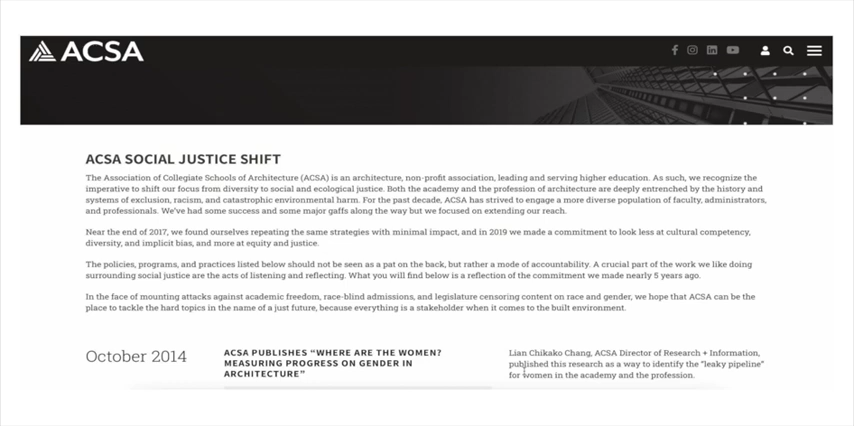 ACSA
ACSA SOCIAL JUSTICE SHIFT
The Association of Collegiate Schools of Architecture (ACSA) is an architecture, non-profit association, leading and serving higher education. As such, we recognize the
imperative to shift our focus from diversity to social and ecological justice. Both the academy and the profession of architecture are deeply entrenched by the history and
systems of exclusion, racism, and catastrophic environmental harm. For the past decade, ACSA has strived to engage a more diverse population of faculty, administrators,
and professionals. We've had some success and some major gaffs along the way but we focused on extending our reach.
Near the end of 2017, we found ourselves repeating the same strategies with minimal impact, and in 2019 we made a commitment to look less at cultural competency,
diversity, and implicit bias, and more at equity and justice.
The policies, programs, and practices listed below should not be seen as a pat on the back, but rather a mode of accountability. A crucial part of the work we like doing
surrounding social justice are the acts of listening and reflecting. What you will find below is a reflection of the commitment we made nearly 5 years ago.
In the face of mounting attacks against academic freedom, race-blind admissions, and legislature censoring content on race and gender, we hope that ACSA can be the
place to tackle the hard topics in the name of a just future, because everything is a stakeholder when it comes to the built environment.
October 2014
ACSA PUBLISHES “WHERE ARE THE WOMEN?
MEASURING PROGRESS ON GENDER IN
ARCHITECTURE”
Lian Chikako Chang, ACSA Director of Research + Information,
published this research as a way to identify the “leaky pipeline”
for women in the academy and the profession.